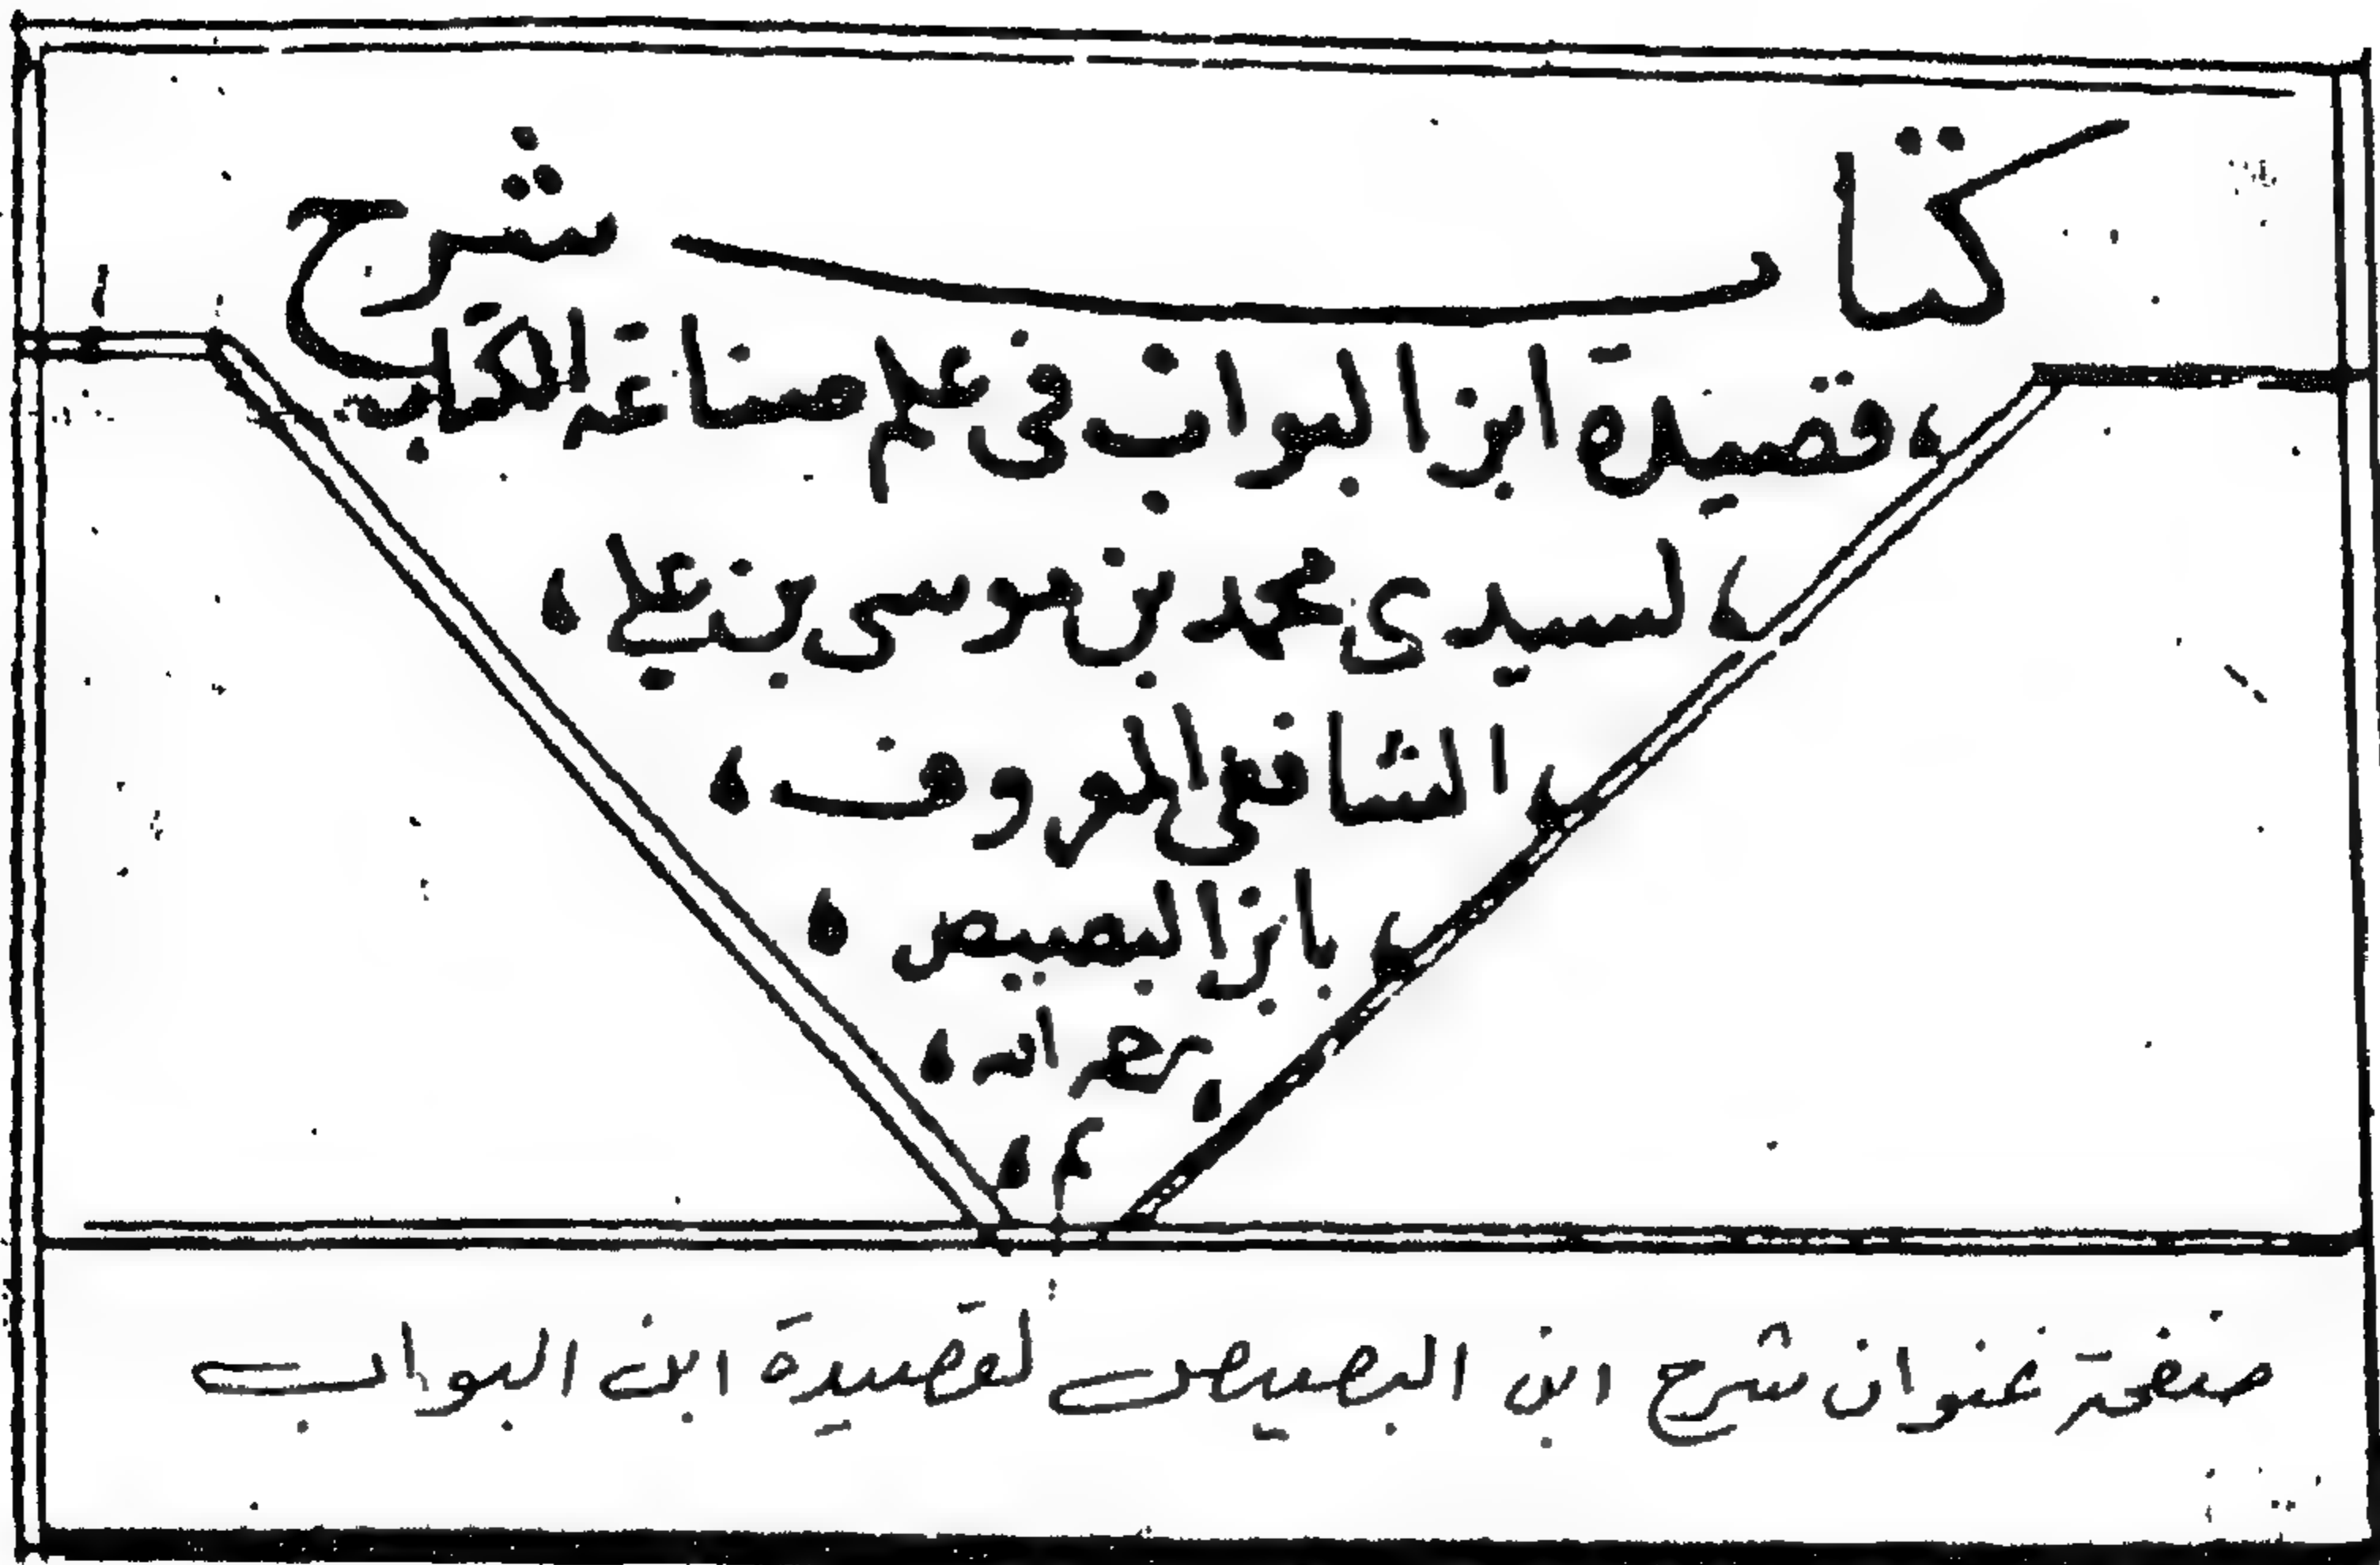 كتاب شرح
قصيدة ابن البواب في علم صناعة الكتاب
لسيدي محمد بن موسى بن علي
الشافعي المعروف
بابن البصيص
رحمه الله
م
صفحة عنوان شرح ابن البصيص لقصيدة ابن البواب